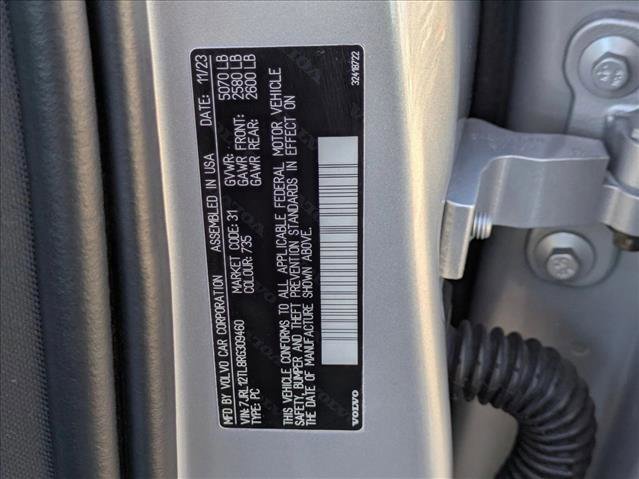 MFD BY VOLVO CAR CORPORATION ASSEMBLED IN USA DATE: 11/23
VIN: 7JRL12TL8RG309460 MARKET CODE: 31 GVWR: 5070 LB
TYPE: PC COLOUR: 735 GAWR FRONT: 2580 LB
GAWR REAR: 2600 LB
THIS VEHICLE CONFORMS TO ALL APPLICABLE FEDERAL MOTOR VEHICLE
SAFETY, BUMPER AND THEFT PREVENTION STANDARDS IN EFFECT ON
THE DATE OF MANUFACTURE SHOWN ABOVE.
VOLVO 32418722